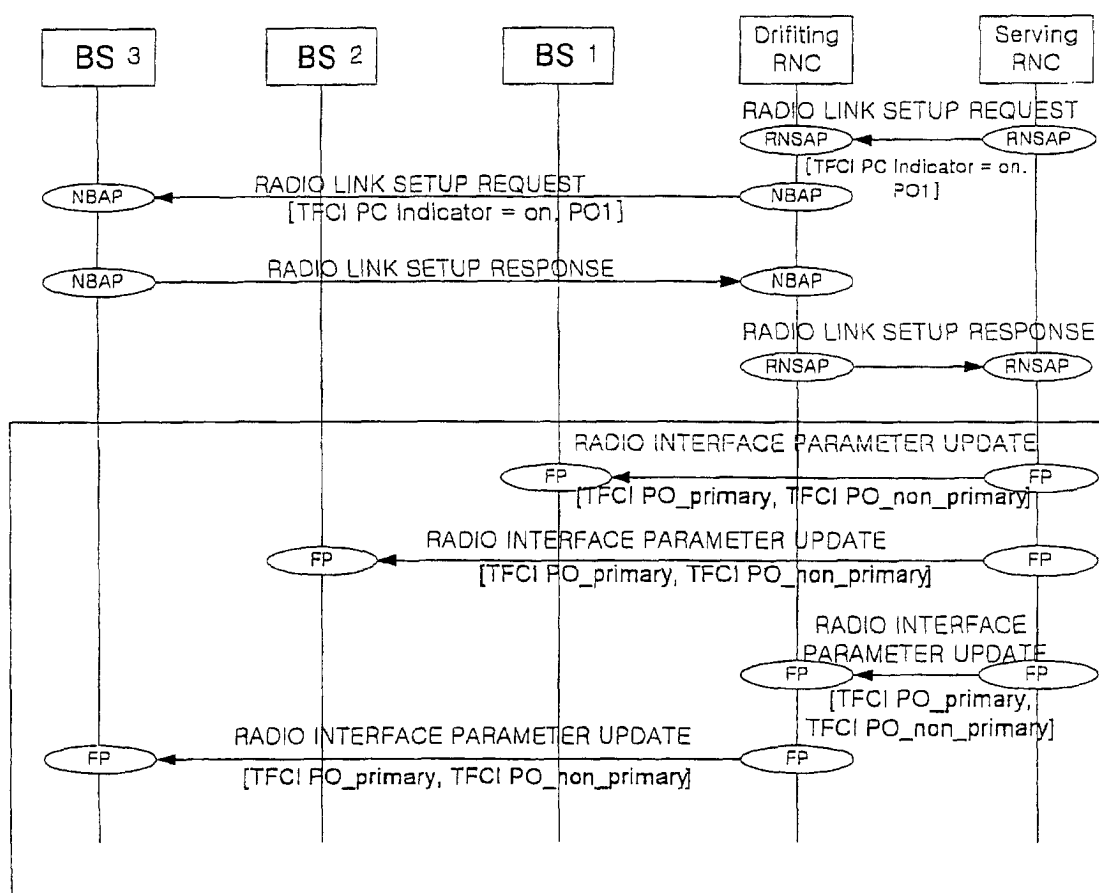 BS 3
BS 2
BS 1
Drifiting
RNC
Serving
RNC
RADIO LINK SETUP REQUEST
RNSAP
RNSAP
[TFCI PC Indicator = on,
PO1]
RADIO LINK SETUP REQUEST
NBAP
NBAP
[TFCI PC Indicator = on, PO1]
RADIO LINK SETUP RESPONSE
NBAP
NBAP
RADIO LINK SETUP RESPONSE
RNSAP
RNSAP
RADIO INTERFACE PARAMETER UPDATE
FP
FP
[TFCI PO_primary, TFCI PO_non_primary]
RADIO INTERFACE PARAMETER UPDATE
FP
FP
[TFCI PO_primary, TFCI PO_non_primary]
RADIO INTERFACE
PARAMETER UPDATE
FP
FP
[TFCI PO_primary,
TFCI PO_non_primary]
RADIO INTERFACE PARAMETER UPDATE
FP
FP
[TFCI PO_primary, TFCI PO_non_primary]